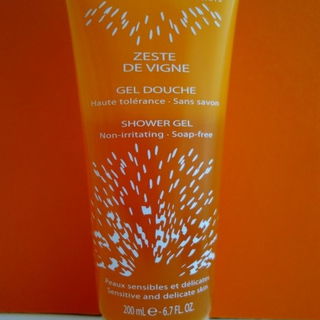 ZESTE
DE VIGNE
GEL DOUCHE
Haute tolérance · Sans savon
SHOWER GEL
Non-irritating · Soap-free
Peaux sensibles et délicates
Sensitive and delicate skin
200 mL e - 6.7 FL. OZ.